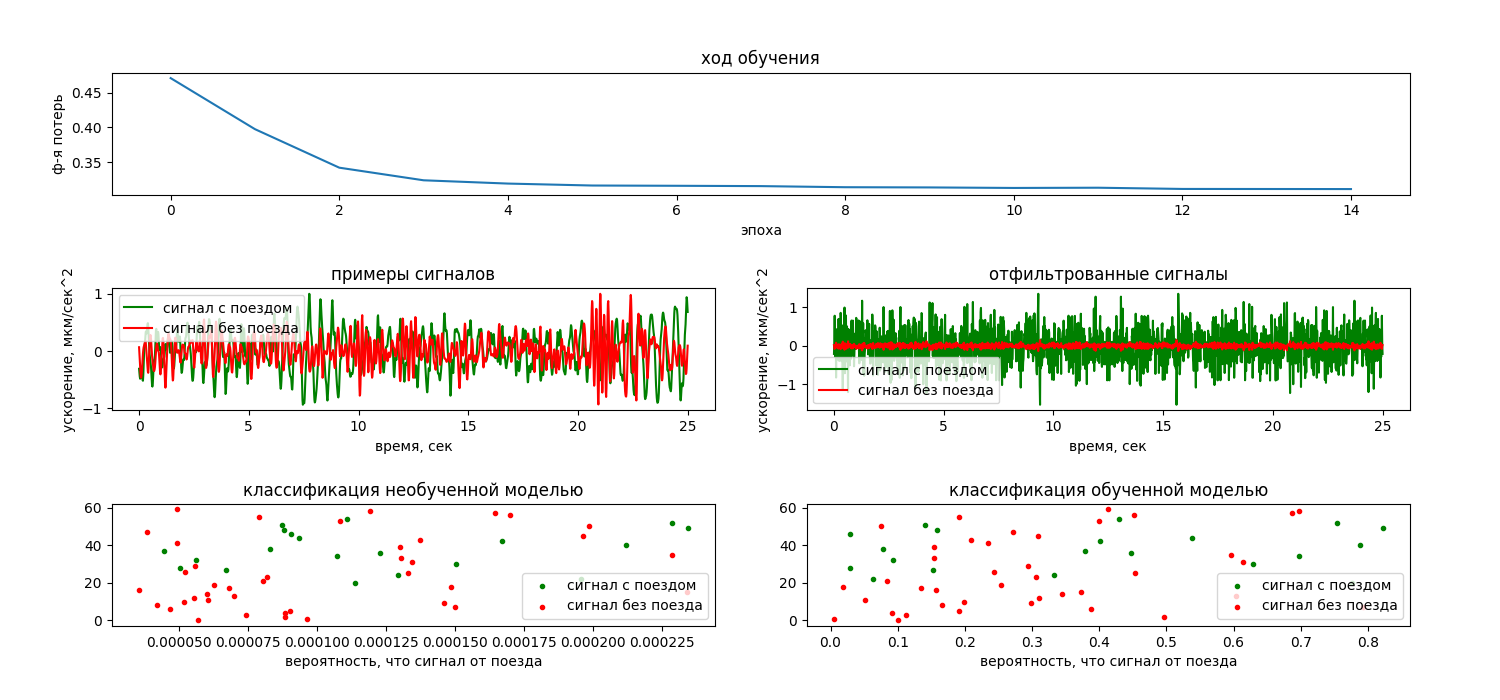 ход обучения
ф-я потерь
0.45
0.40
0.35
0 2 4 6 8 10 12 14
эпоха
примеры сигналов
ускорение, мкм/сек^2
1
0
−1
сигнал с поездом
сигнал без поезда
0 5 10 15 20 25
время, сек
отфильтрованные сигналы
ускорение, мкм/сек^2
1
0
−1
сигнал с поездом
сигнал без поезда
0 5 10 15 20 25
время, сек
классификация необученной моделью
60
40
20
0
сигнал с поездом
сигнал без поезда
0.000050 0.000075 0.000100 0.000125 0.000150 0.000175 0.000200 0.000225
вероятность, что сигнал от поезда
классификация обученной моделью
60
40
20
0
сигнал с поездом
сигнал без поезда
0.0 0.1 0.2 0.3 0.4 0.5 0.6 0.7 0.8
вероятность, что сигнал от поезда